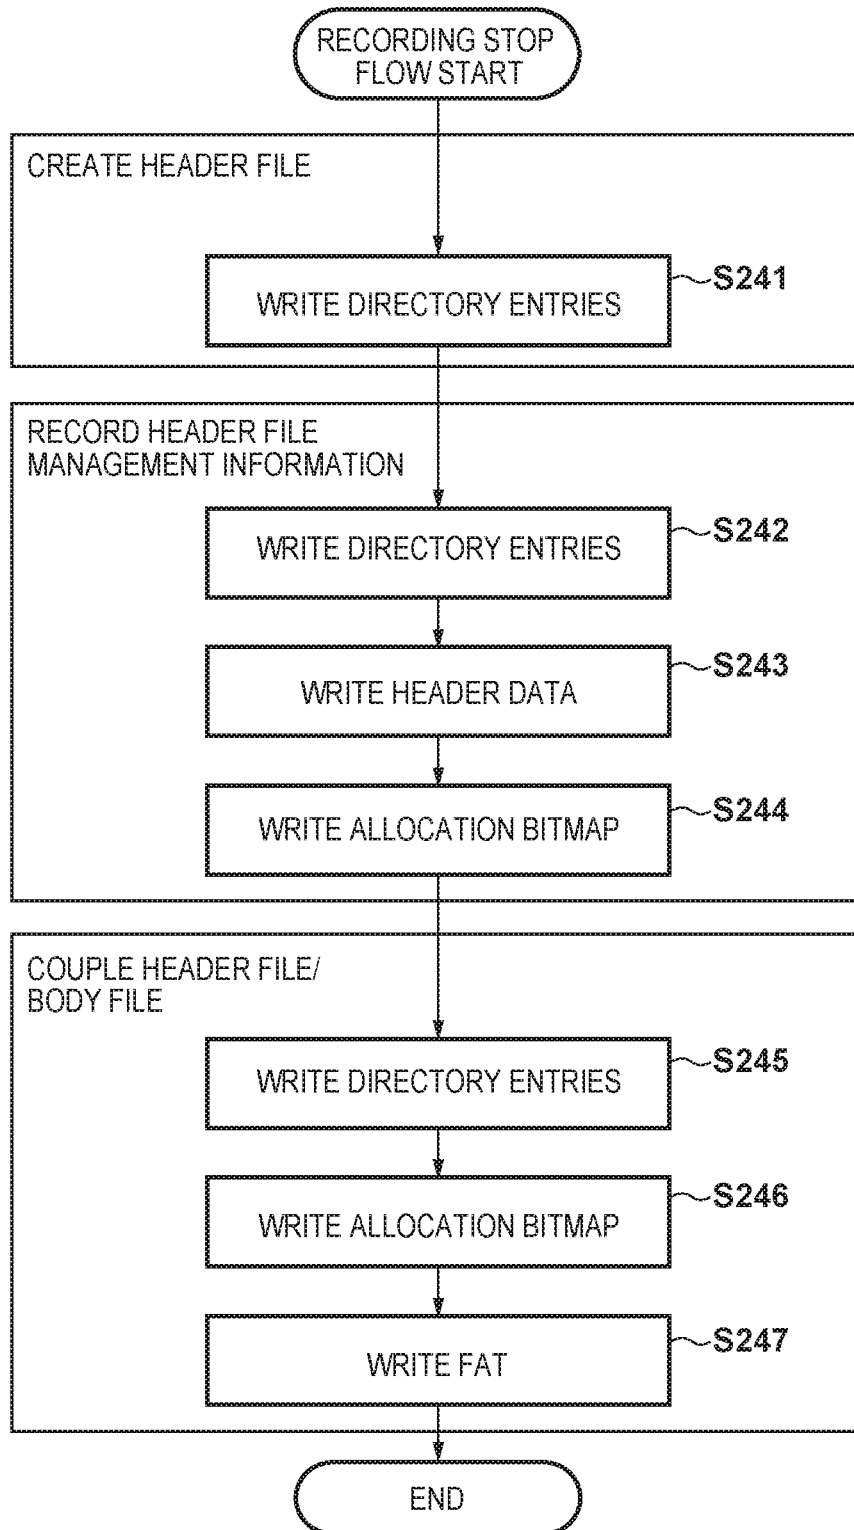 RECORDING STOP
FLOW START
CREATE HEADER FILE
WRITE DIRECTORY ENTRIES
S241
RECORD HEADER FILE
MANAGEMENT INFORMATION
WRITE DIRECTORY ENTRIES
S242
WRITE HEADER DATA
S243
WRITE ALLOCATION BITMAP
S244
COUPLE HEADER FILE/
BODY FILE
WRITE DIRECTORY ENTRIES
S245
WRITE ALLOCATION BITMAP
S246
WRITE FAT
S247
END